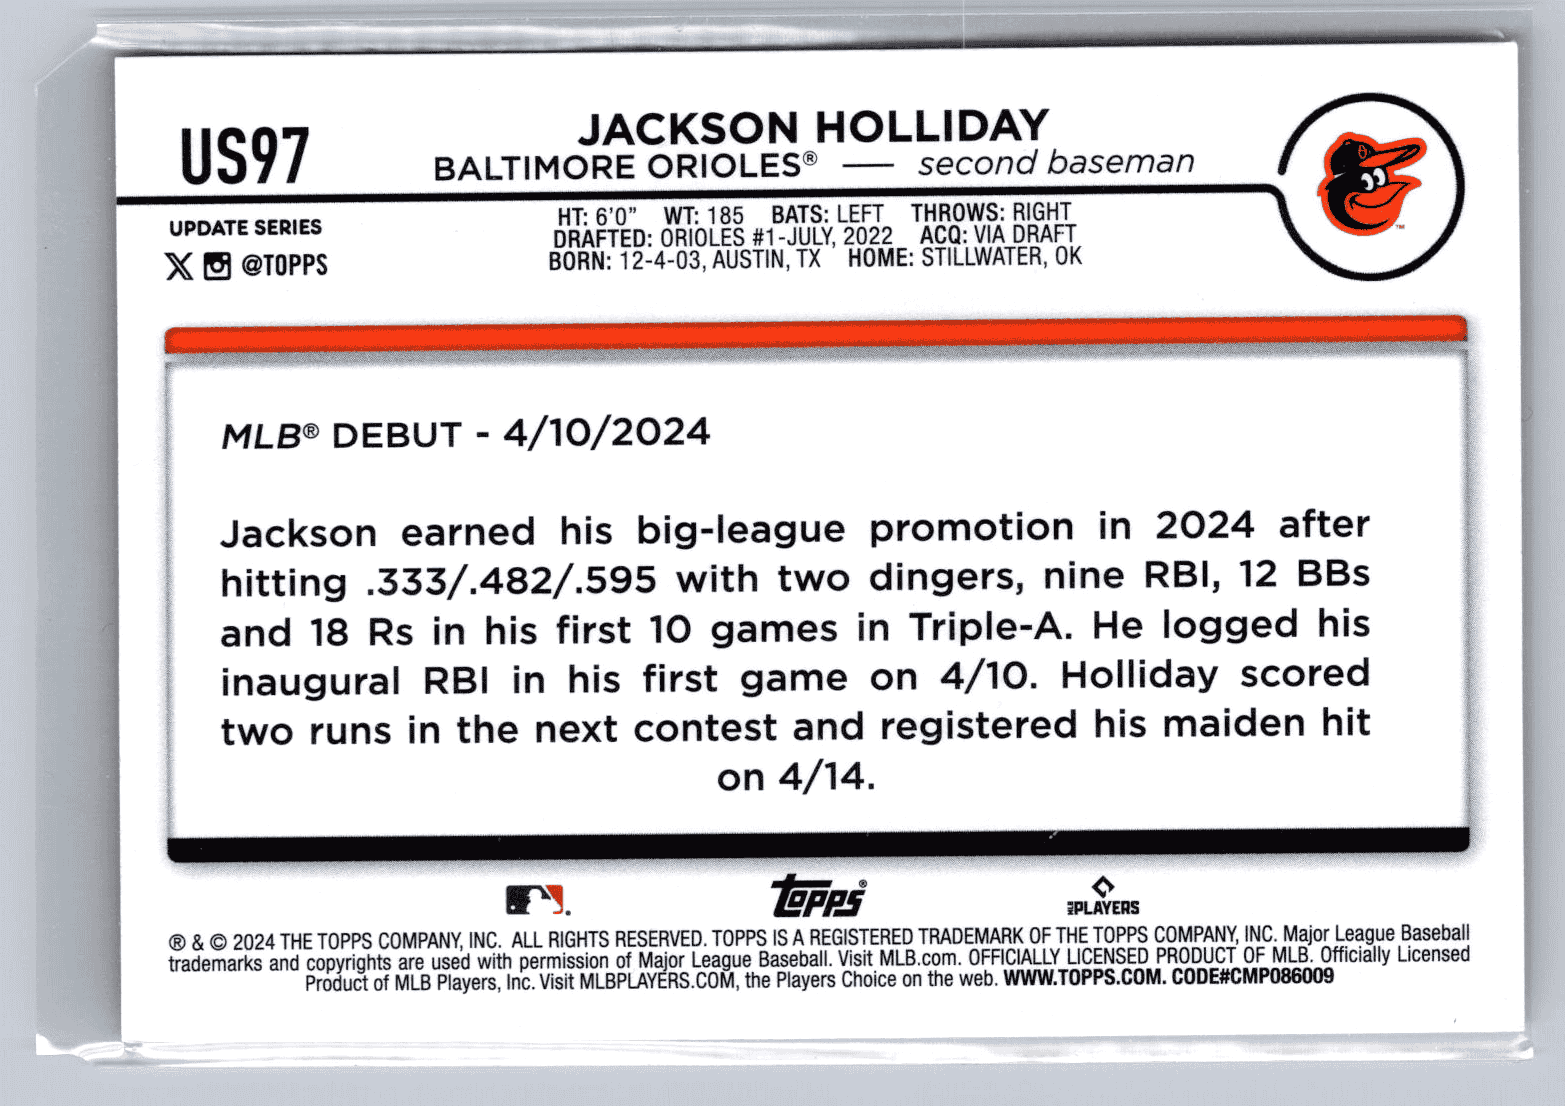 US97
JACKSON HOLLIDAY
BALTIMORE ORIOLES® — second baseman
UPDATE SERIES
@TOPPS
HT: 6'0" WT: 185 BATS: LEFT THROWS: RIGHT
DRAFTED: ORIOLES #1-JULY, 2022 ACQ: VIA DRAFT
BORN: 12-4-03, AUSTIN, TX HOME: STILLWATER, OK
™
MLB® DEBUT - 4/10/2024
Jackson earned his big-league promotion in 2024 after
hitting .333/.482/.595 with two dingers, nine RBI, 12 BBs
and 18 Rs in his first 10 games in Triple-A. He logged his
inaugural RBI in his first game on 4/10. Holliday scored
two runs in the next contest and registered his maiden hit
on 4/14.
Topps®
MLB PLAYERS
® & © 2024 THE TOPPS COMPANY, INC. ALL RIGHTS RESERVED. TOPPS IS A REGISTERED TRADEMARK OF THE TOPPS COMPANY, INC. Major League Baseball
trademarks and copyrights are used with permission of Major League Baseball. Visit MLB.com. OFFICIALLY LICENSED PRODUCT OF MLB. Officially Licensed
Product of MLB Players, Inc. Visit MLBPLAYERS.COM, the Players Choice on the web. WWW.TOPPS.COM. CODE#CMP086009